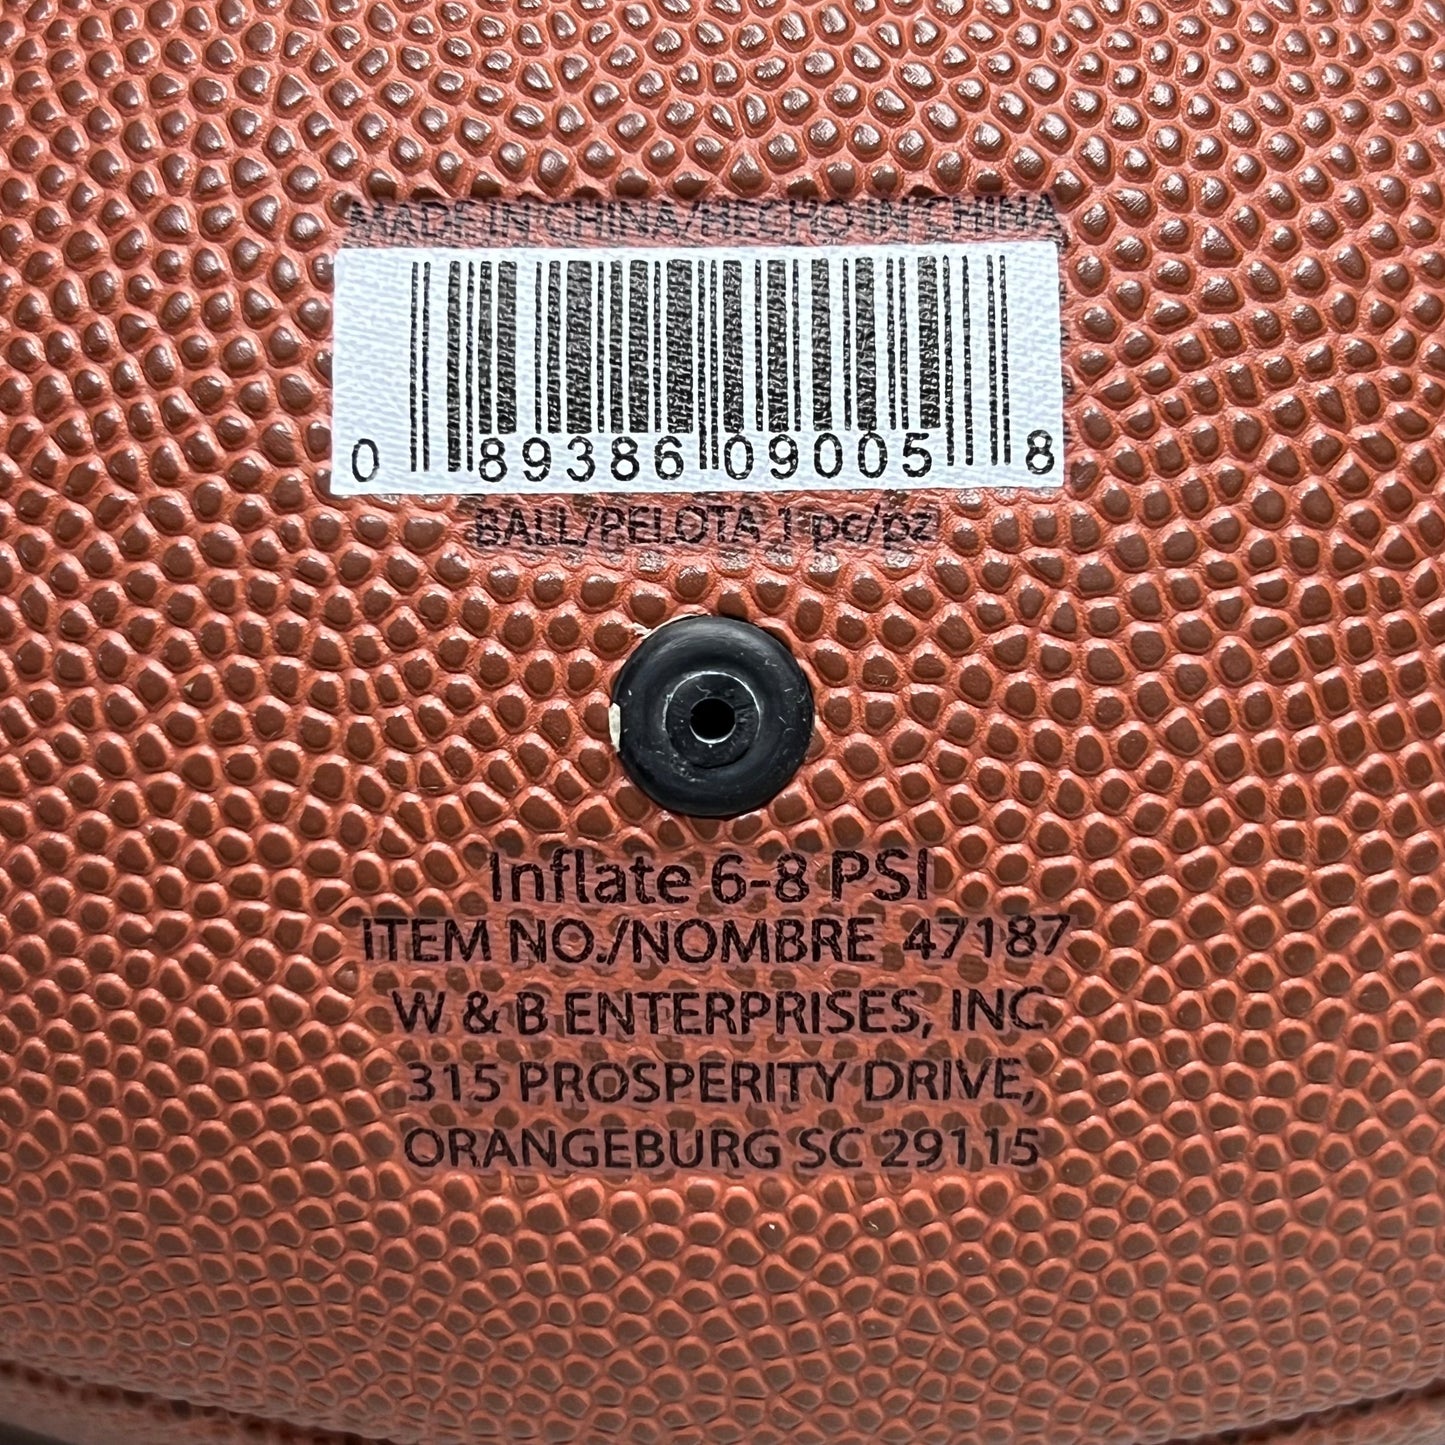 MADE IN CHINA/HECHO IN CHINA
0 89386 09005 8
BALL/PELOTA 1 pc/pz
Inflate 6-8 PSI
ITEM NO./NOMBRE 47187
W & B ENTERPRISES, INC
315 PROSPERITY DRIVE,
ORANGEBURG SC 29115